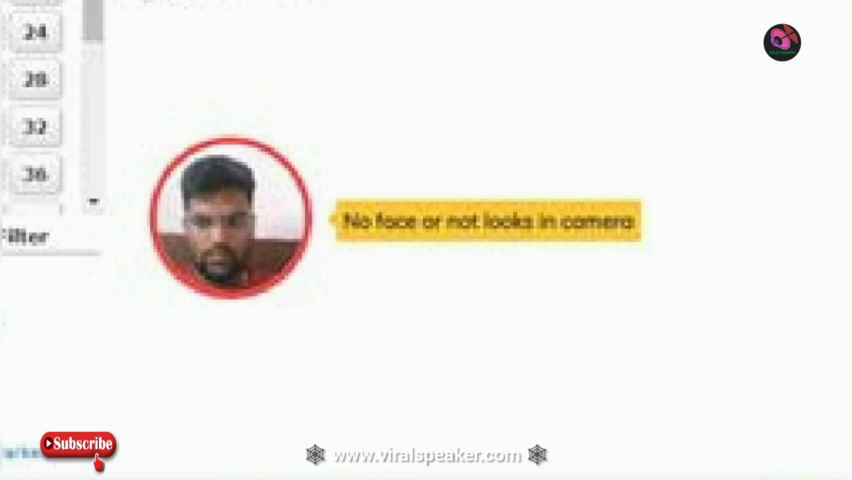 24
28
32
36
Filter
No face or not looks in camera
Subscribe
www.viralspeaker.com